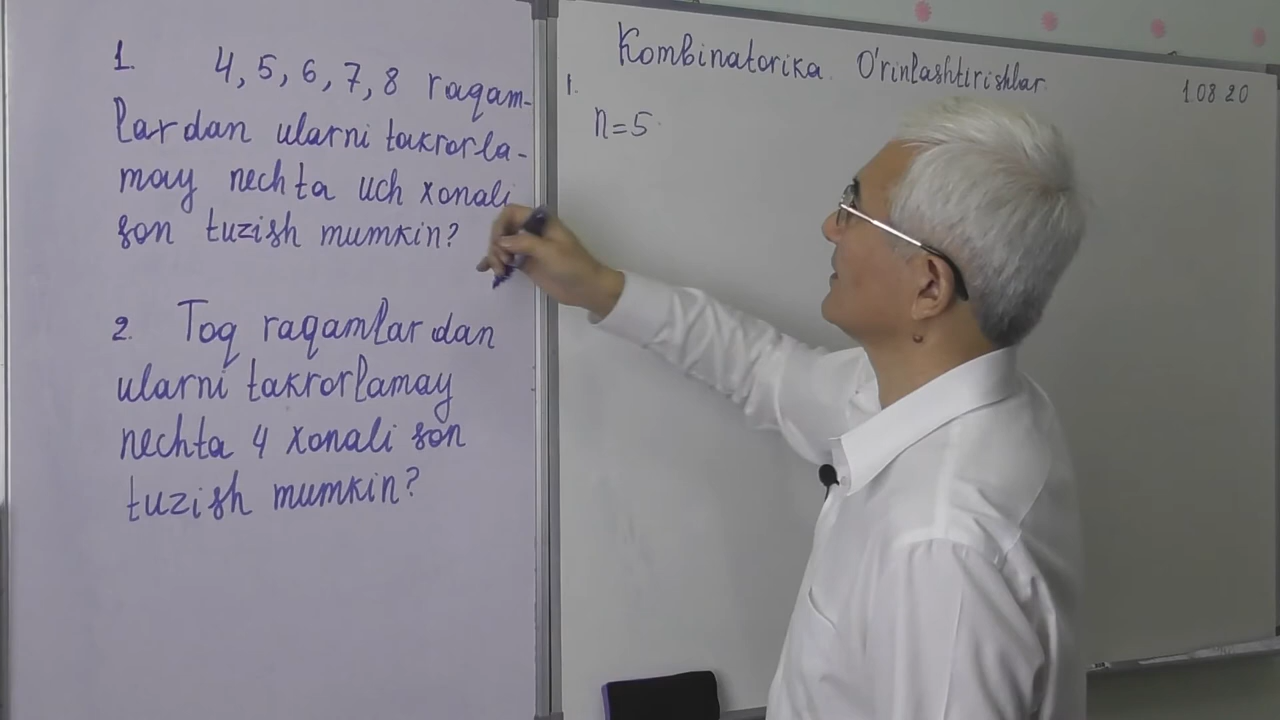 1. 4, 5, 6, 7, 8 raqam-
lardan ularni takrorla-
may nechta uch xonali
son tuzish mumkin?
2. Toq raqamlardan
ularni takrorlamay
nechta 4 xonali son
tuzish mumkin?
Kombinatorika. O'rinlashtirishlar
1.08 20
1.
n=5